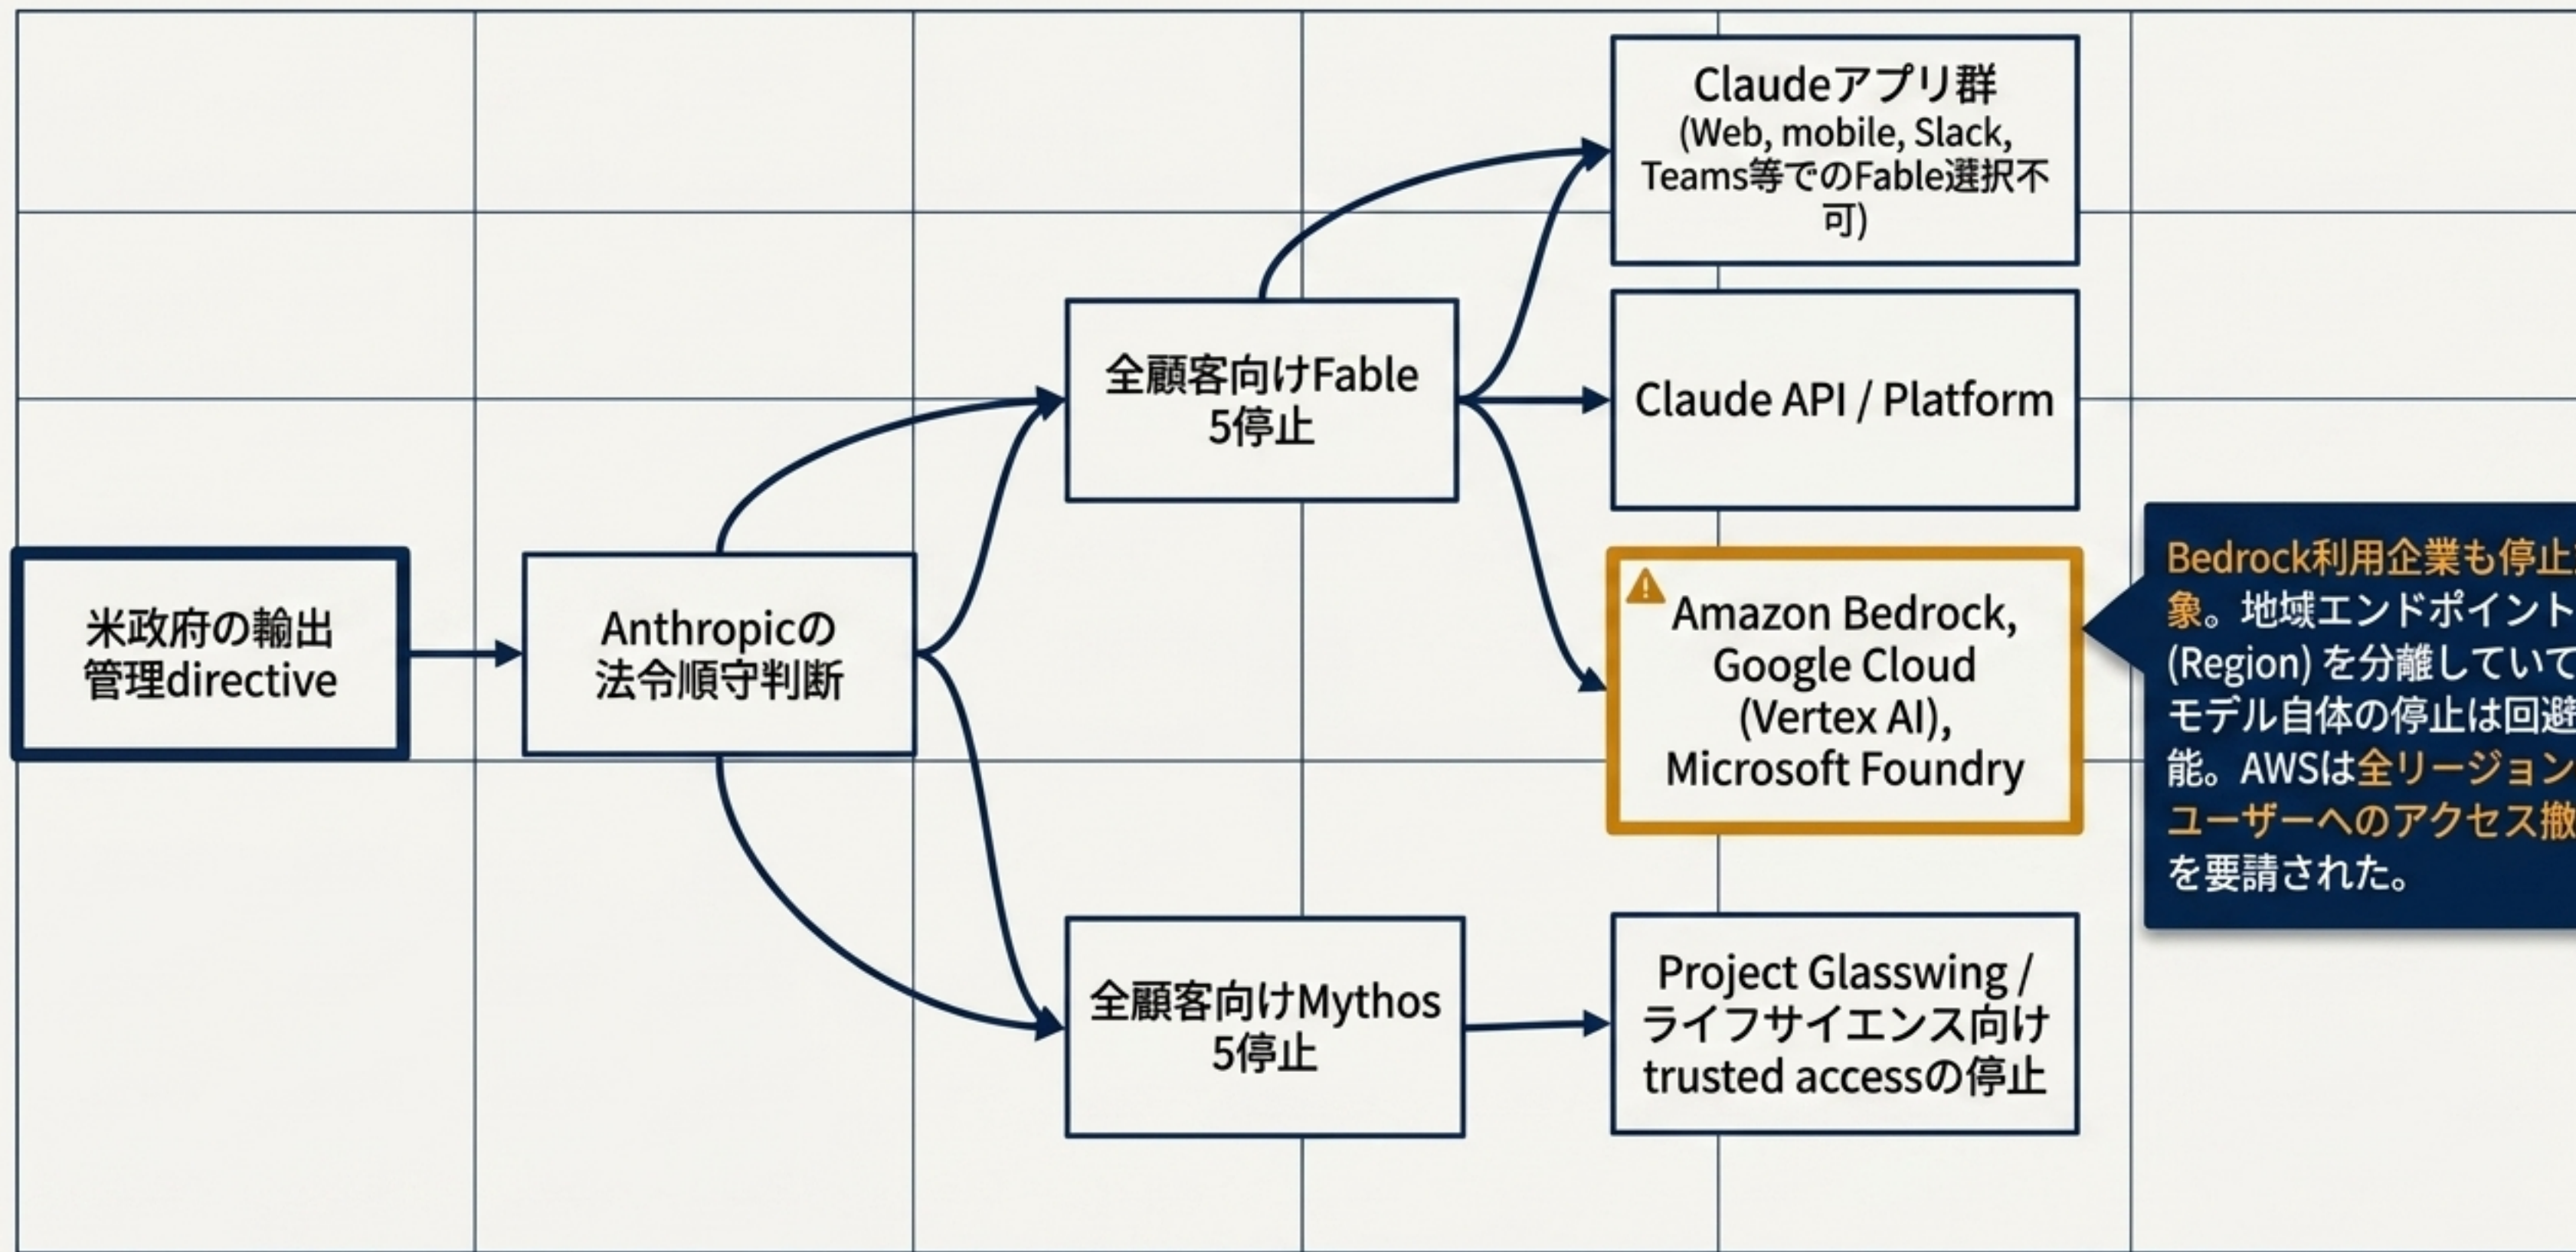 米政府の輸出
管理directive
Anthropicの
法令順守判断
全顧客向けFable
5停止
全顧客向けMythos
5停止
Claudeアプリ群
(Web, mobile, Slack,
Teams等でのFable選択不
可)
Claude API / Platform
Amazon Bedrock,
Google Cloud
(Vertex AI),
Microsoft Foundry
Project Glasswing /
ライフサイエンス向け
trusted accessの停止
Bedrock利用企業も停止
象。地域エンドポイント
(Region) を分離していて
モデル自体の停止は回避
能。AWSは全リージョン
ユーザーへのアクセス撤
を要請された。